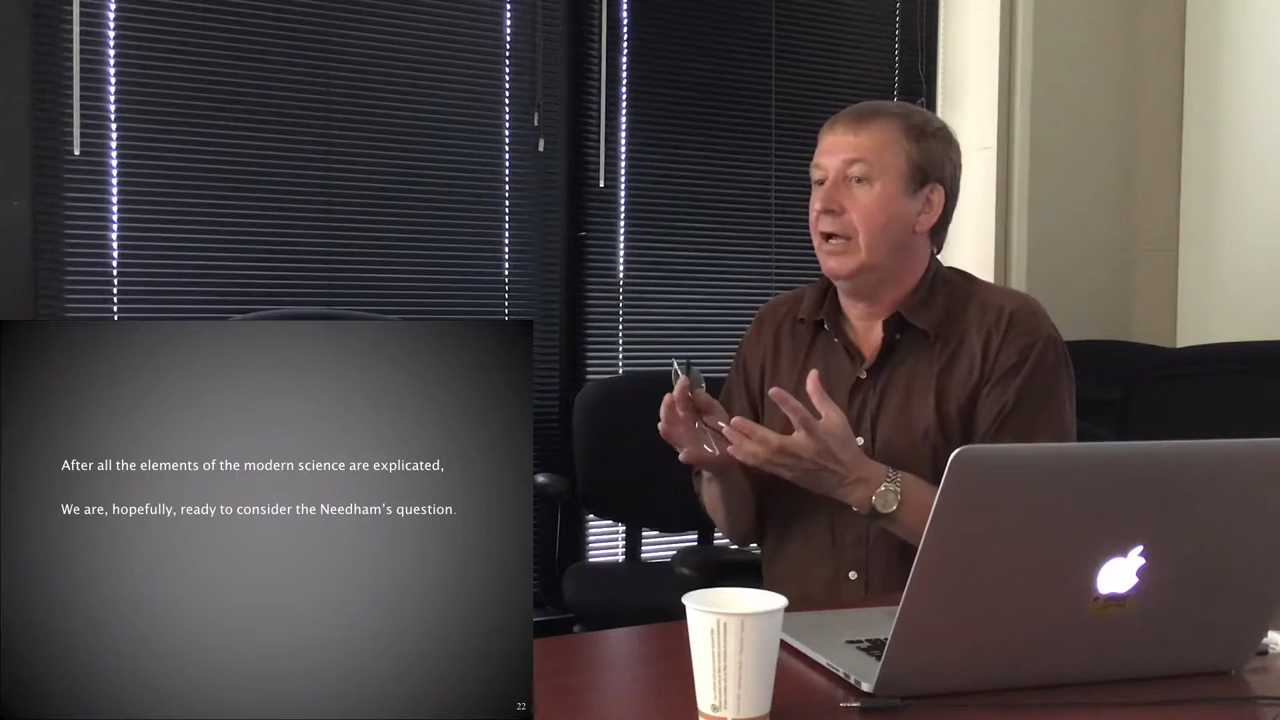 After all the elements of the modern science are explicated,
We are, hopefully, ready to consider the Needham's question.
22